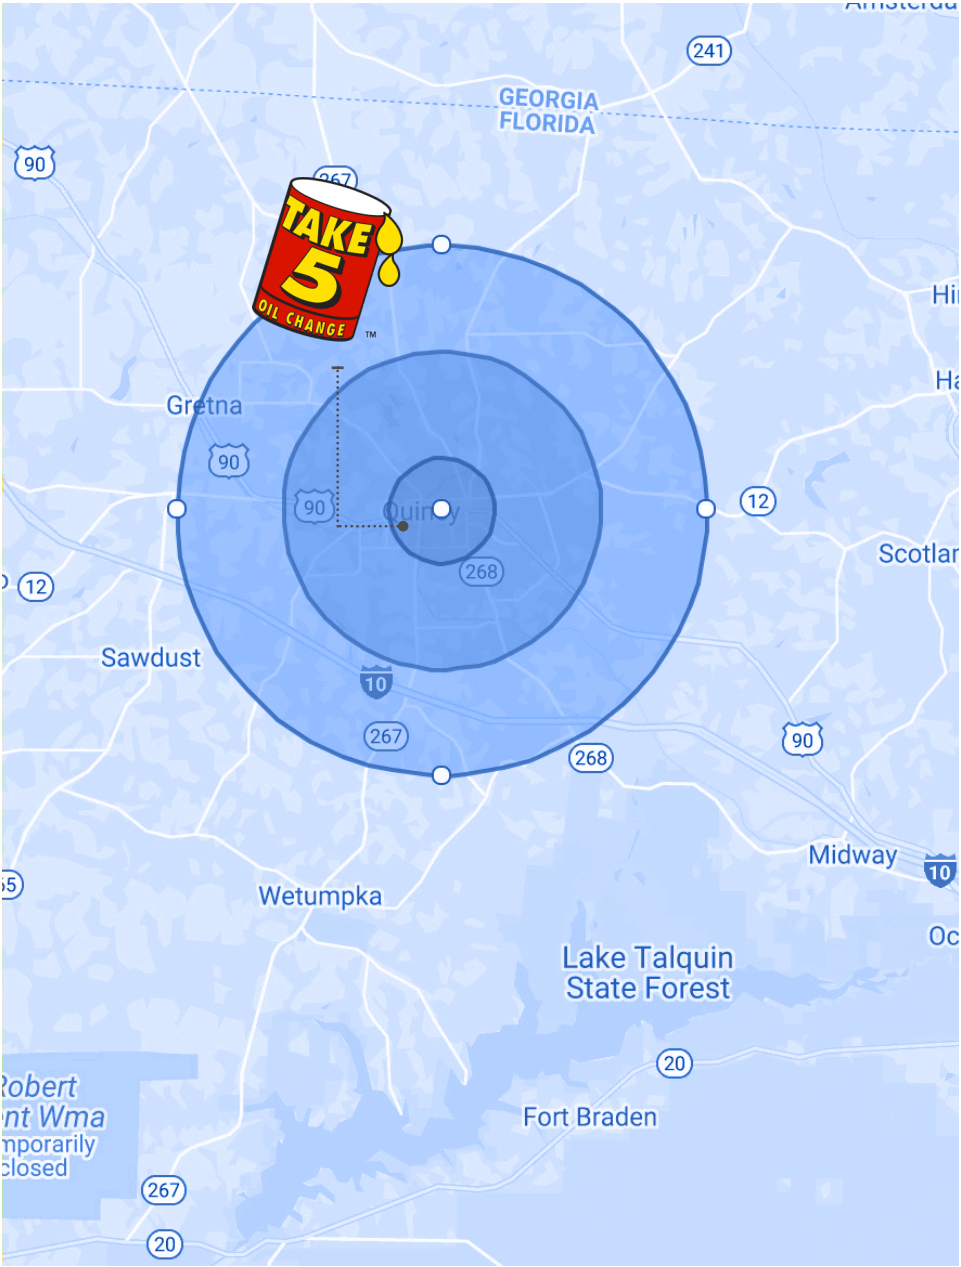 241
GEORGIA
FLORIDA
90
267
TAKE
5
OIL CHANGE
™
Gretna
90
90
Quincy
12
268
Scotlar
12
Sawdust
10
267
268
90
Midway
10
Wetumpka
Lake Talquin
State Forest
20
Robert
nt Wma
mporarily
closed
Fort Braden
267
20